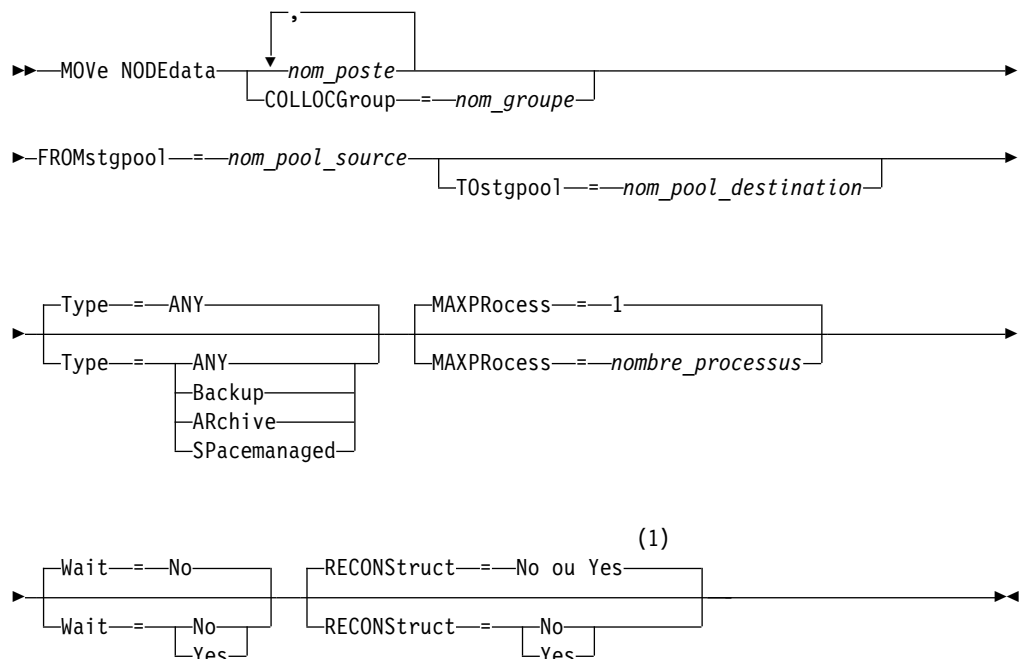 ,
MOVe NODEdata nom_poste
COLLOCGroup = nom_groupe
FROMstgpool = nom_pool_source
TOstgpool = nom_pool_destination
Type = ANY MAXPRocess = 1
Type = ANY MAXPRocess = nombre_processus
Backup
ARchive
SPacemanaged
(1)
Wait = No RECONStruct = No ou Yes
Wait = No RECONStruct = No
Yes Yes